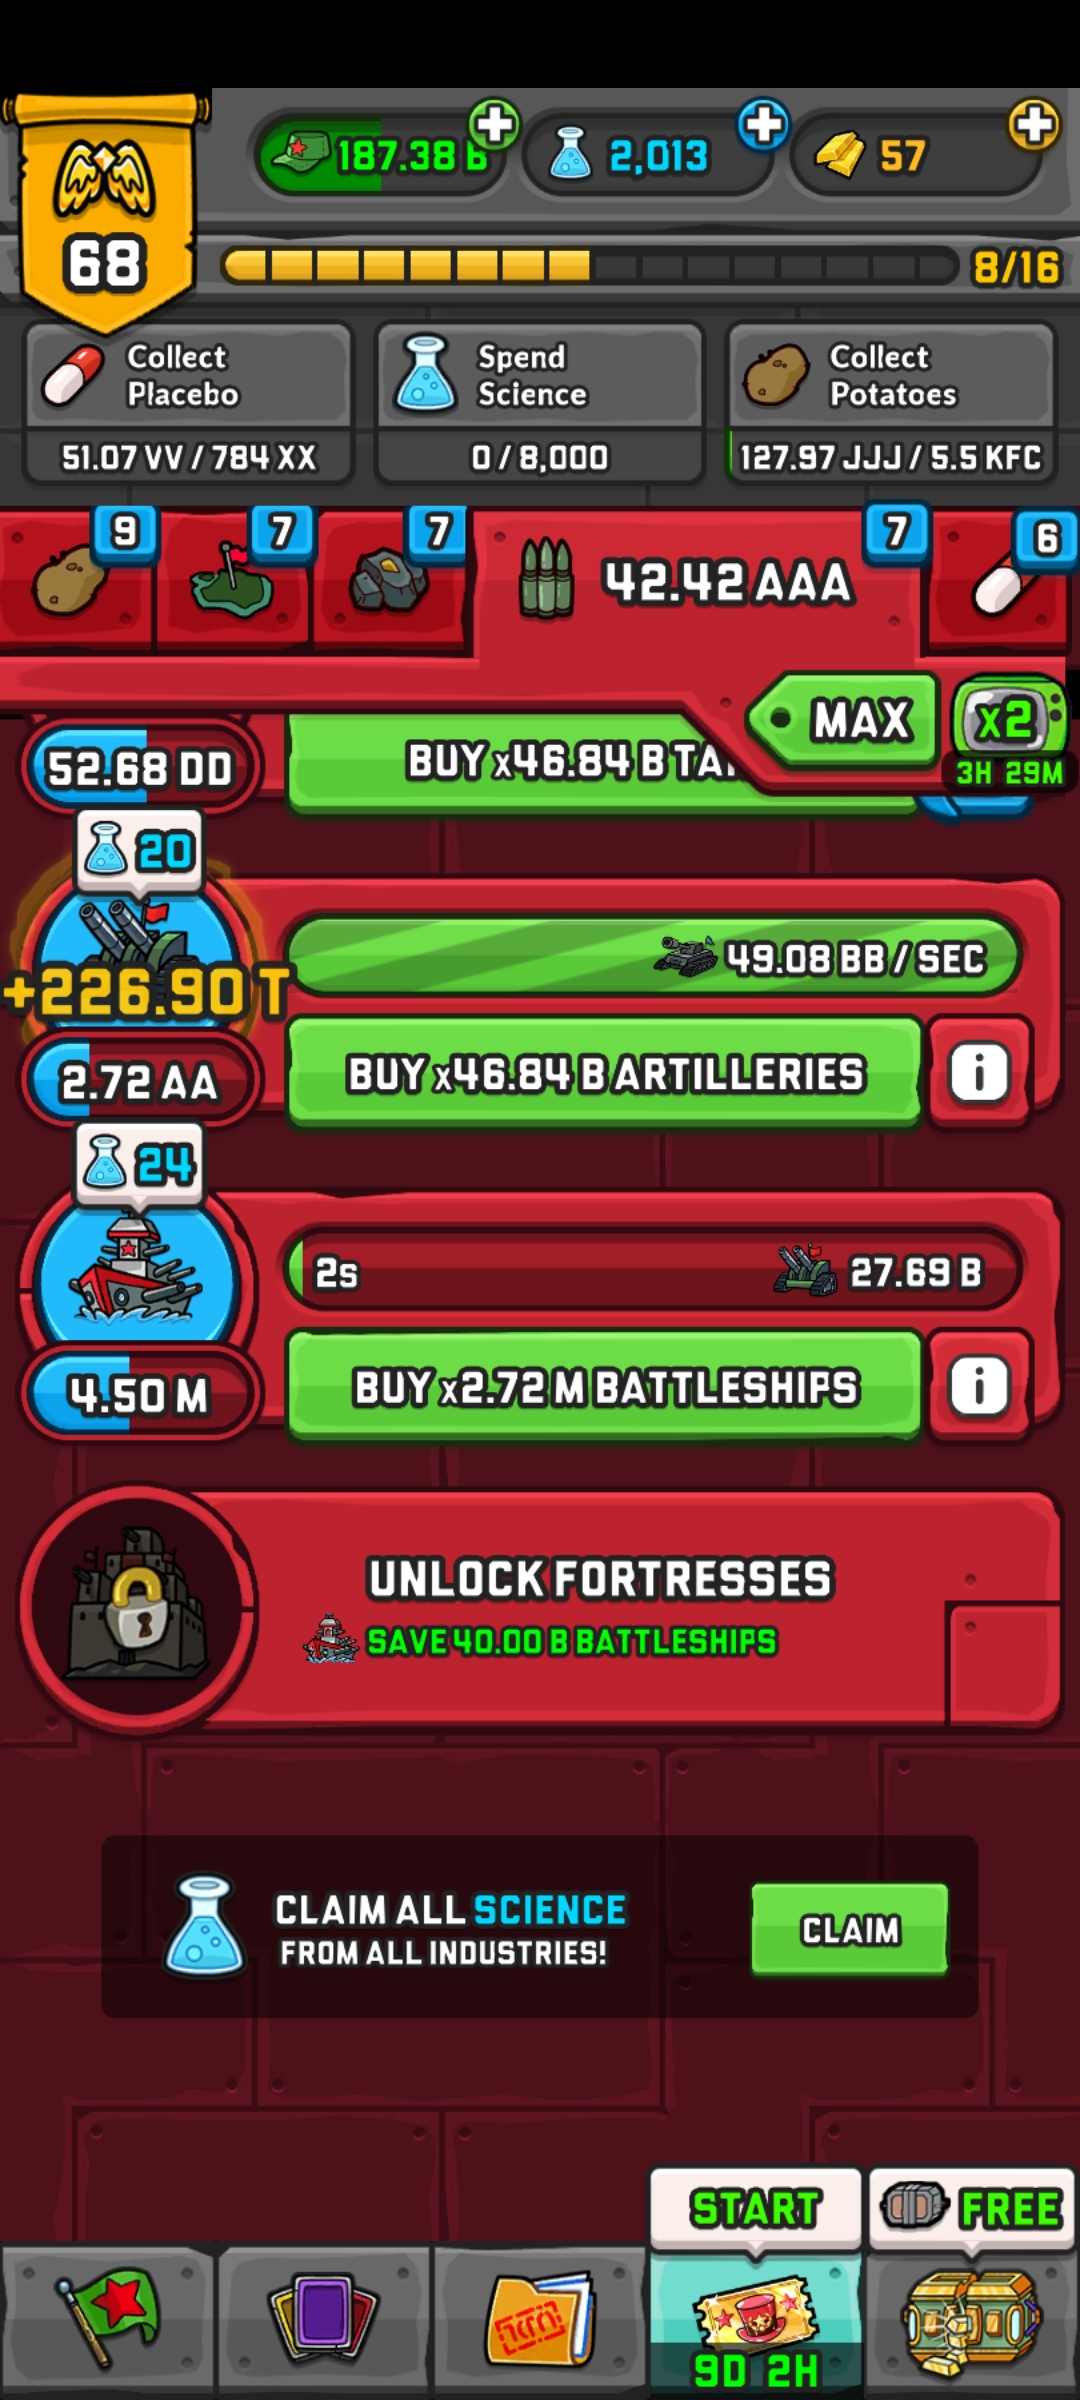 187.38 B
2,013
57
68
8/16
Collect
Placebo
51.07 VV / 784 XX
Spend
Science
0 / 8,000
Collect
Potatoes
127.97 JJJ / 5.5 KFC
9
7
7
42.42 AAA
7
6
MAX
x2
3H 29M
52.68 DD
BUY x46.84 B
20
+226.90 T
49.08 BB / SEC
2.72 AA
BUY x46.84 B ARTILLERIES
i
24
2s
27.69 B
4.50 M
BUY x2.72 M BATTLESHIPS
i
UNLOCK FORTRESSES
SAVE 40.00 B BATTLESHIPS
CLAIM ALL SCIENCE
FROM ALL INDUSTRIES!
CLAIM
START
FREE
9D 2H